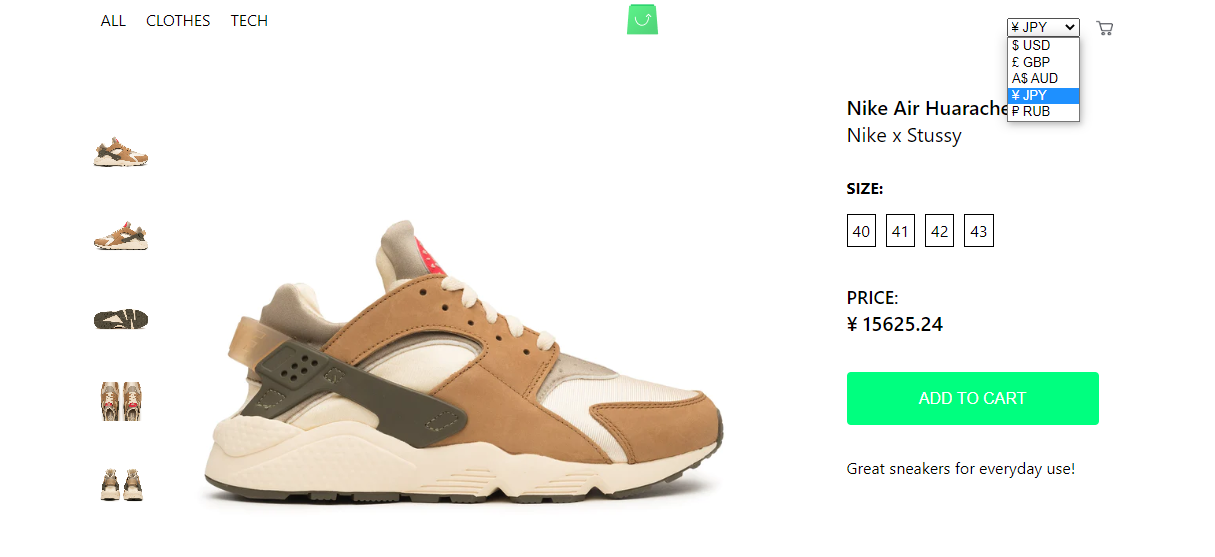 ALL CLOTHES TECH
¥ JPY
$ USD
£ GBP
A$ AUD
¥ JPY
₽ RUB
Nike Air Huarache
Nike x Stussy
SIZE:
40 41 42 43
PRICE:
¥ 15625.24
ADD TO CART
Great sneakers for everyday use!